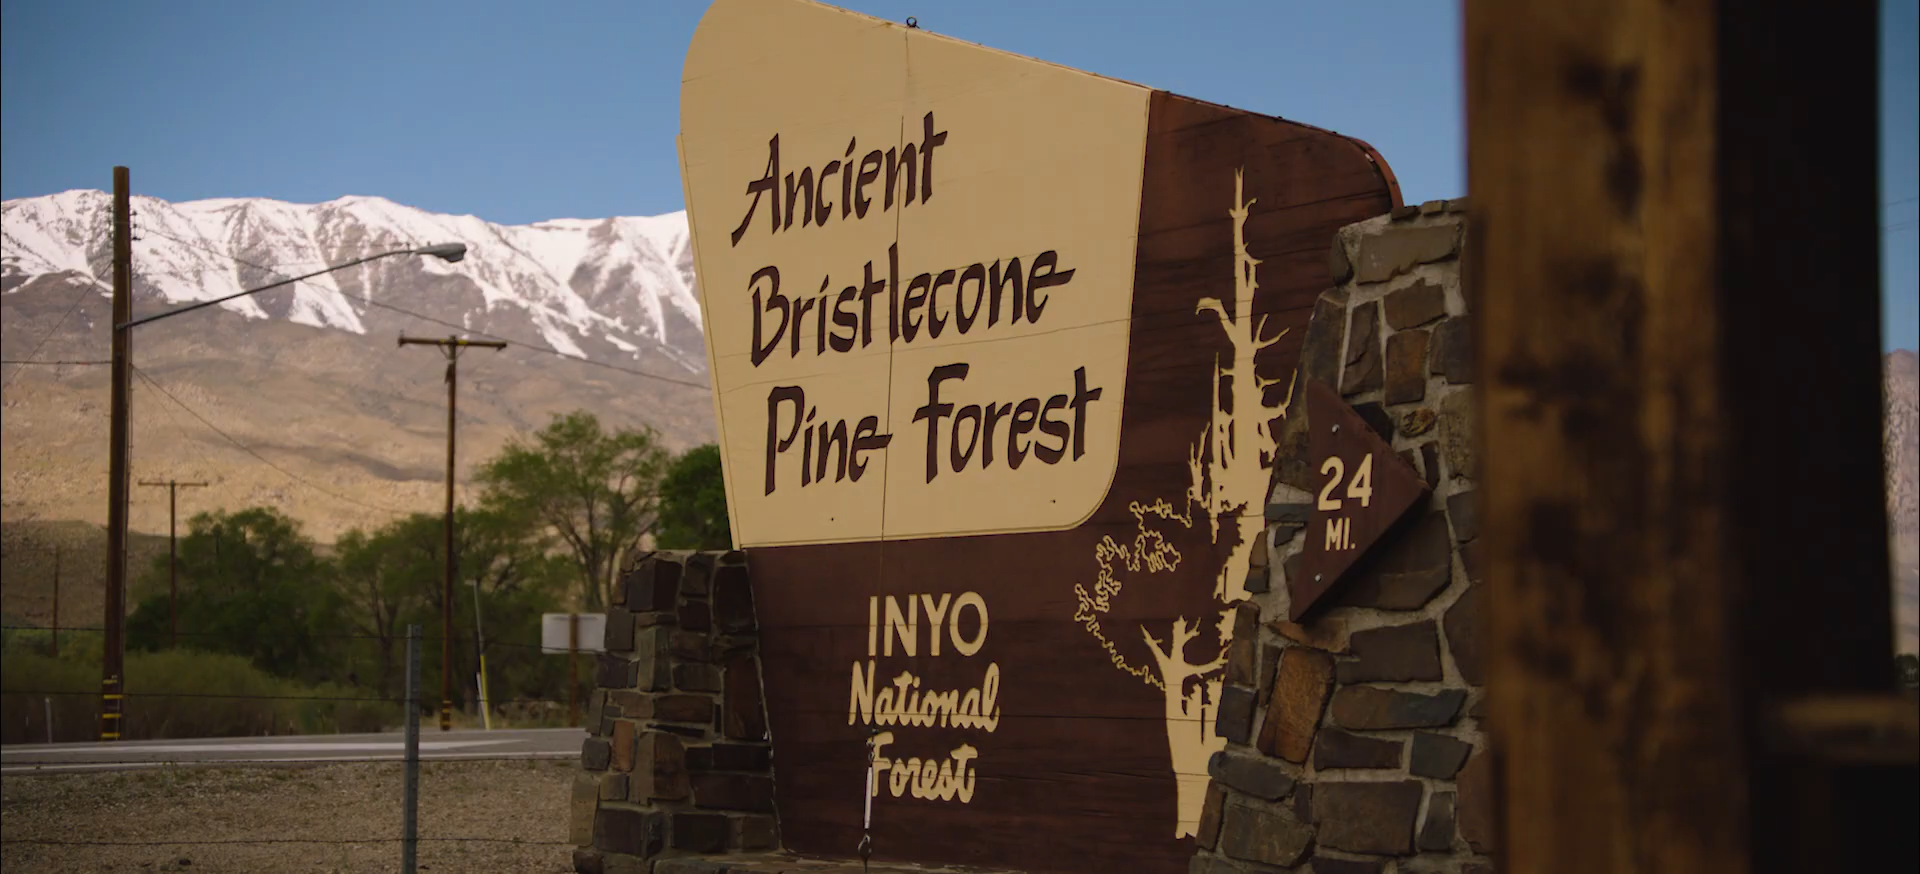 Ancient
Bristlecone
Pine Forest
24
MI.
INYO
National
Forest